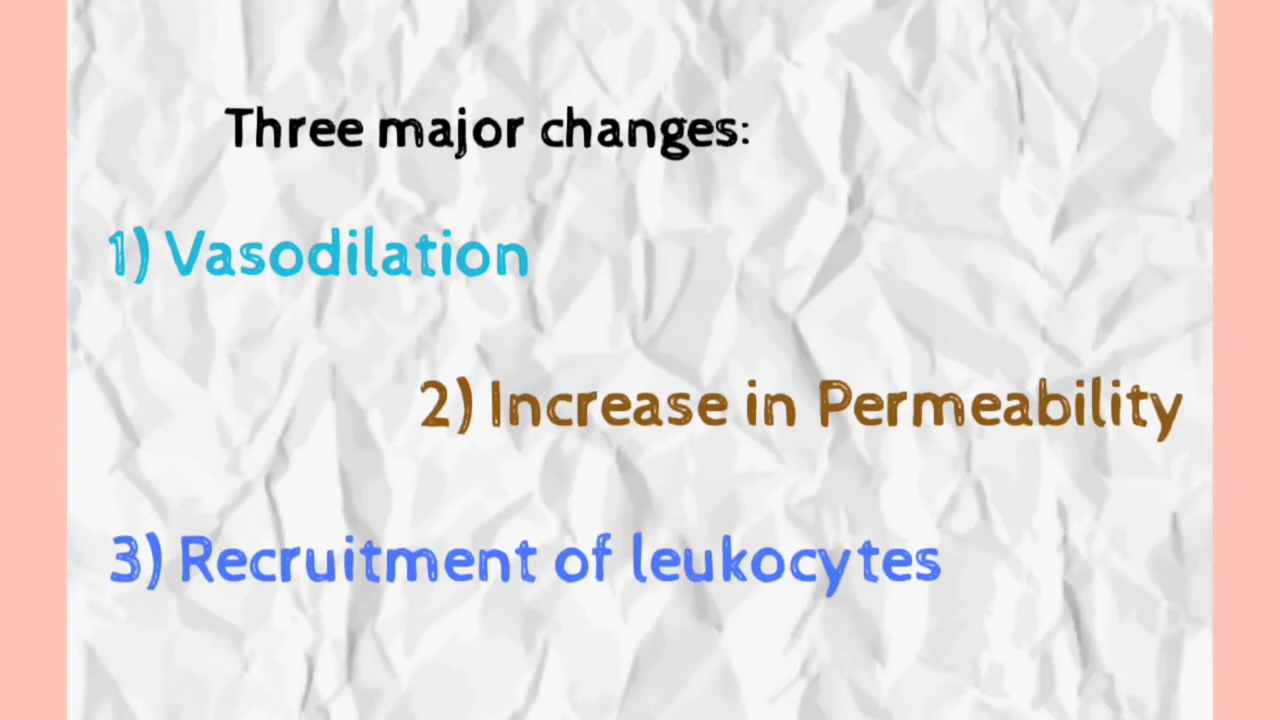 Three major changes:
1) Vasodilation
2) Increase in Permeability
3) Recruitment of leukocytes